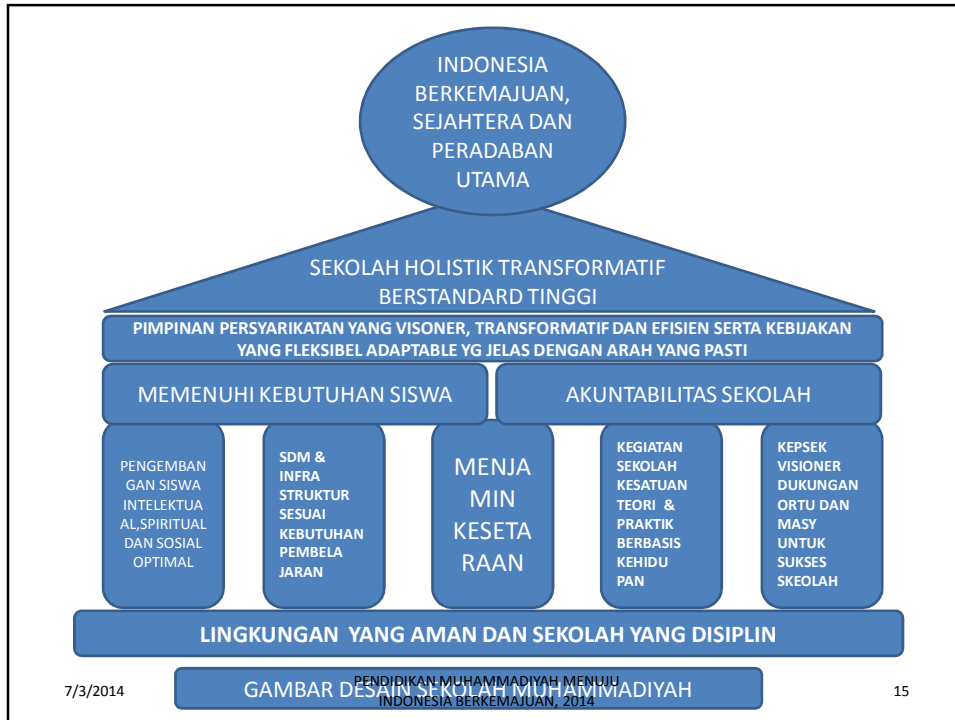 INDONESIA
BERKEMAJUAN,
SEJAHTERA DAN
PERADABAN
UTAMA
SEKOLAH HOLISTIK TRANSFORMATIF
BERSTANDARD TINGGI
PIMPINAN PERSYARIKATAN YANG VISONER, TRANSFORMATIF DAN EFISIEN SERTA KEBIJAKAN
YANG FLEKSIBEL ADAPTABLE YG JELAS DENGAN ARAH YANG PASTI
MEMENUHI KEBUTUHAN SISWA
AKUNTABILITAS SEKOLAH
PENGEMBAN
GAN SISWA
INTELEKTUA
AL,SPIRITUAL
DAN SOSIAL
OPTIMAL
SDM &
INFRA
STRUKTUR
SESUAI
KEBUTUHAN
PEMBELA
JARAN
MENJA
MIN
KESETA
RAAN
KEGIATAN
SEKOLAH
KESATUAN
TEORI &
PRAKTIK
BERBASIS
KEHIDU
PAN
KEPSEK
VISIONER
DUKUNGAN
ORTU DAN
MASY
UNTUK
SUKSES
SKEOLAH
LINGKUNGAN YANG AMAN DAN SEKOLAH YANG DISIPLIN
GAMBAR DESAIN SEKOLAH MUHAMMADIYAH
7/3/2014
PENDIDIKAN MUHAMMADIYAH MENUJU
INDONESIA BERKEMAJUAN, 2014
15